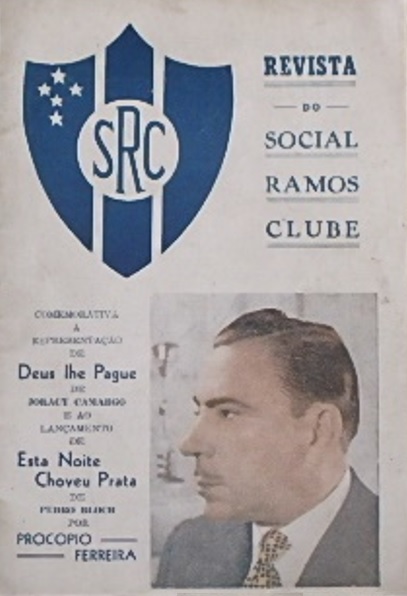 SRC
REVISTA
DO
SOCIAL
RAMOS
CLUBE
COMEMORATIVA
A
REPRESENTAÇÃO
DE
Deus lhe Pague
DE
JORACY CAMARGO
E AO
LANÇAMENTO
DE
Esta Noite
Choveu Prata
DE
PEDRO BLOCH
POR
PROCOPIO
FERREIRA